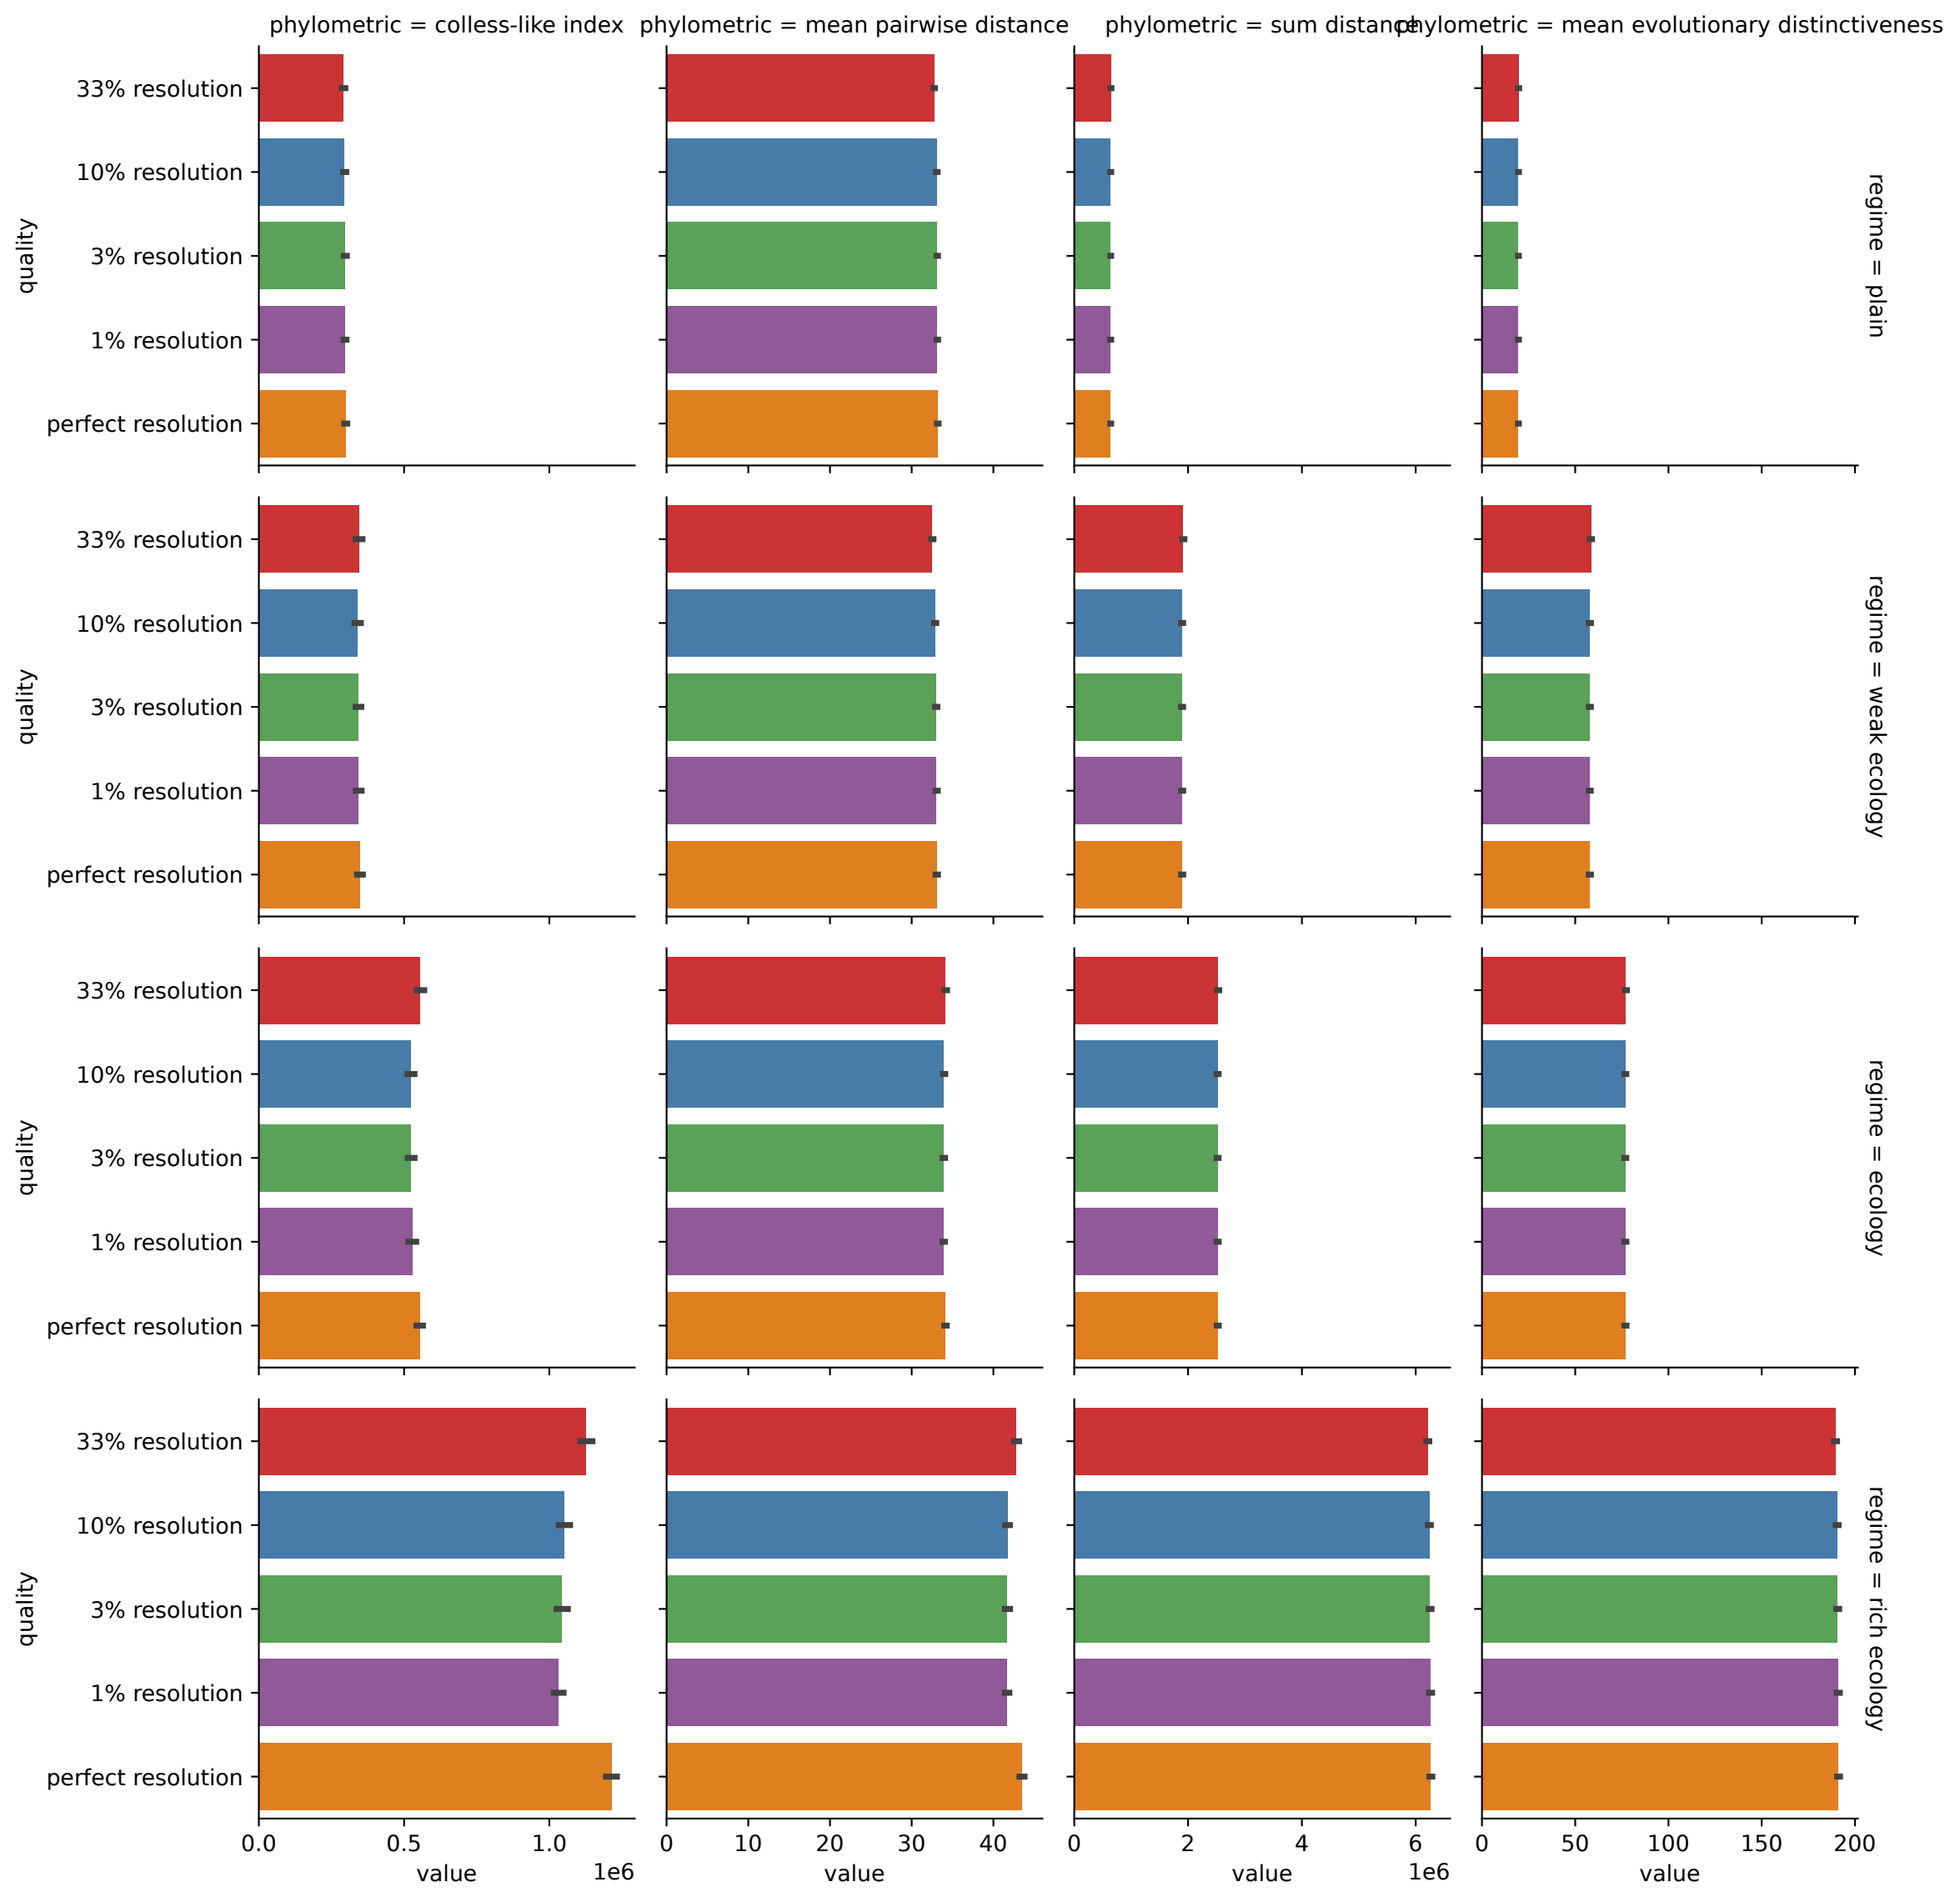 phylometric = colless-like index
phylometric = mean pairwise distance
phylometric = sum distance
phylometric = mean evolutionary distinctiveness
quality
33% resolution
10% resolution
3% resolution
1% resolution
perfect resolution
regime = plain
quality
33% resolution
10% resolution
3% resolution
1% resolution
perfect resolution
regime = weak ecology
quality
33% resolution
10% resolution
3% resolution
1% resolution
perfect resolution
regime = ecology
quality
33% resolution
10% resolution
3% resolution
1% resolution
perfect resolution
regime = rich ecology
0.0 0.5 1.0
value
1e6
0 10 20 30 40
value
0 2 4 6
value
1e6
0 50 100 150 200
value